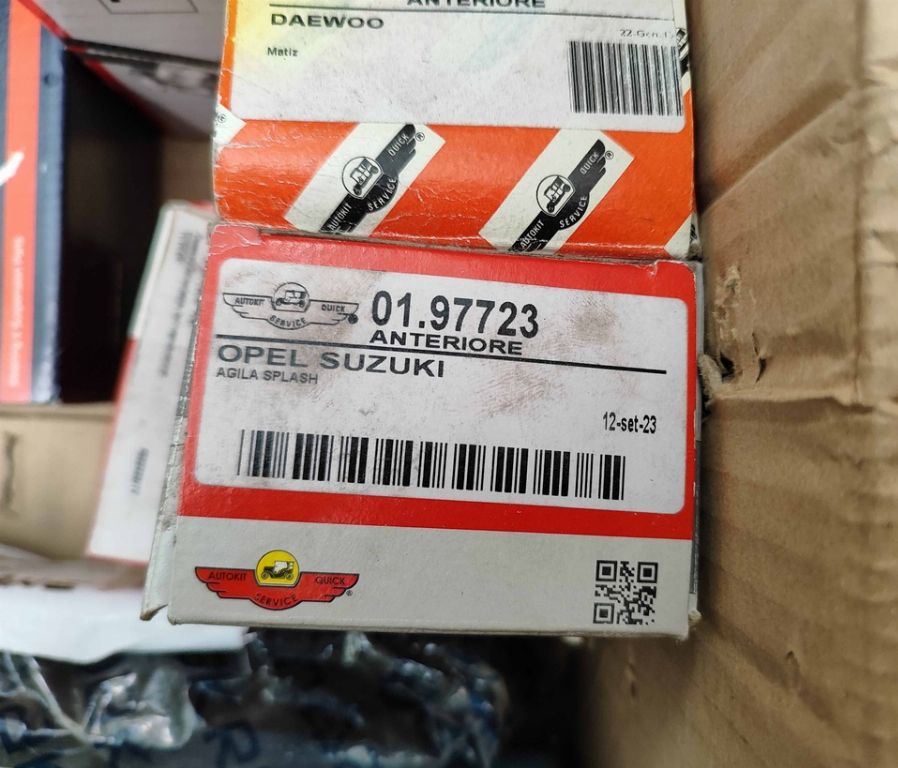 ANTERIORE
DAEWOO
Matiz
AUTOKIT QUICK
SERVICE
AUTOKIT QUICK
SERVICE
AUTOKIT QUICK
SERVICE
01.97723
ANTERIORE
OPEL SUZUKI
AGILA SPLASH
12-set-23
AUTOKIT QUICK
SERVICE